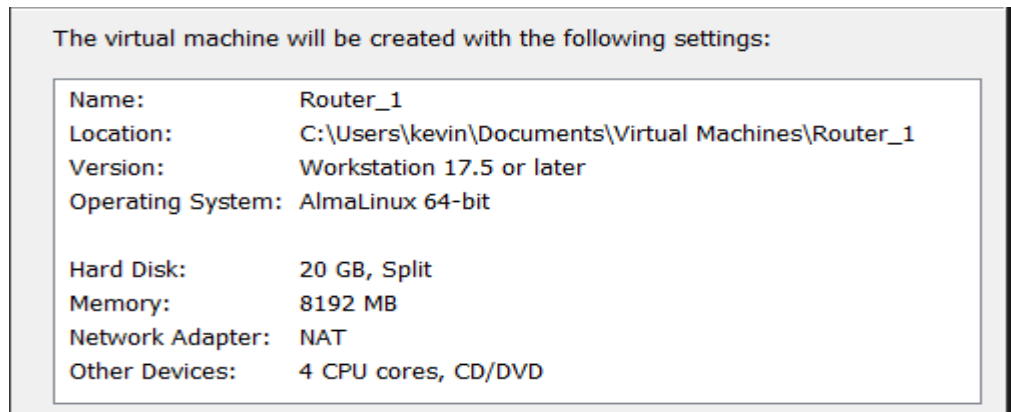 The virtual machine will be created with the following settings:
Name: Router_1
Location: C:\Users\kevin\Documents\Virtual Machines\Router_1
Version: Workstation 17.5 or later
Operating System: AlmaLinux 64-bit
Hard Disk: 20 GB, Split
Memory: 8192 MB
Network Adapter: NAT
Other Devices: 4 CPU cores, CD/DVD